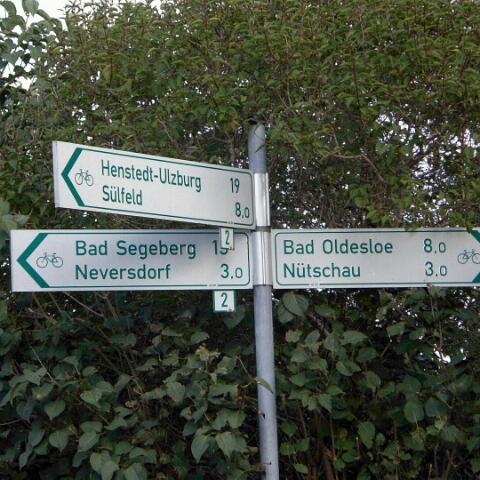 Henstedt-Ulzburg 19
Sülfeld 8,0
2
Bad Segeberg
Neversdorf 3,0
2
Bad Oldesloe 8,0
Nütschau 3,0